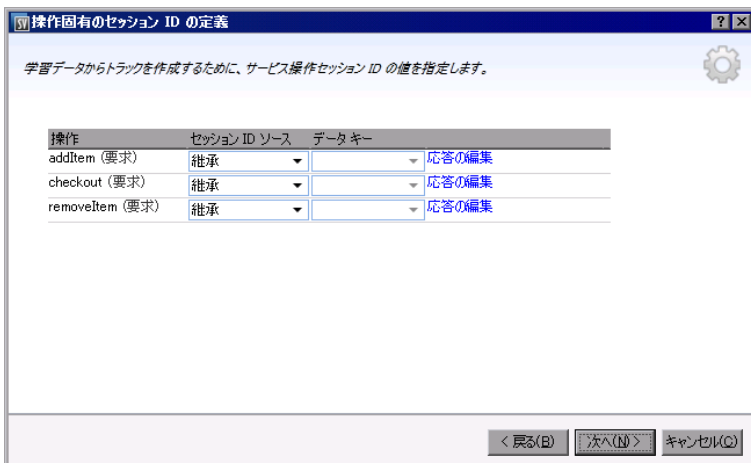 SV 操作固有のセッション ID の定義 ? ×
学習データからトラックを作成するために、サービス操作セッション ID の値を指定します。
操作 セッション ID ソース データ キー
addItem (要求) 継承 応答の編集
checkout (要求) 継承 応答の編集
removeItem (要求) 継承 応答の編集
< 戻る(B) 次へ(N) > キャンセル(C)